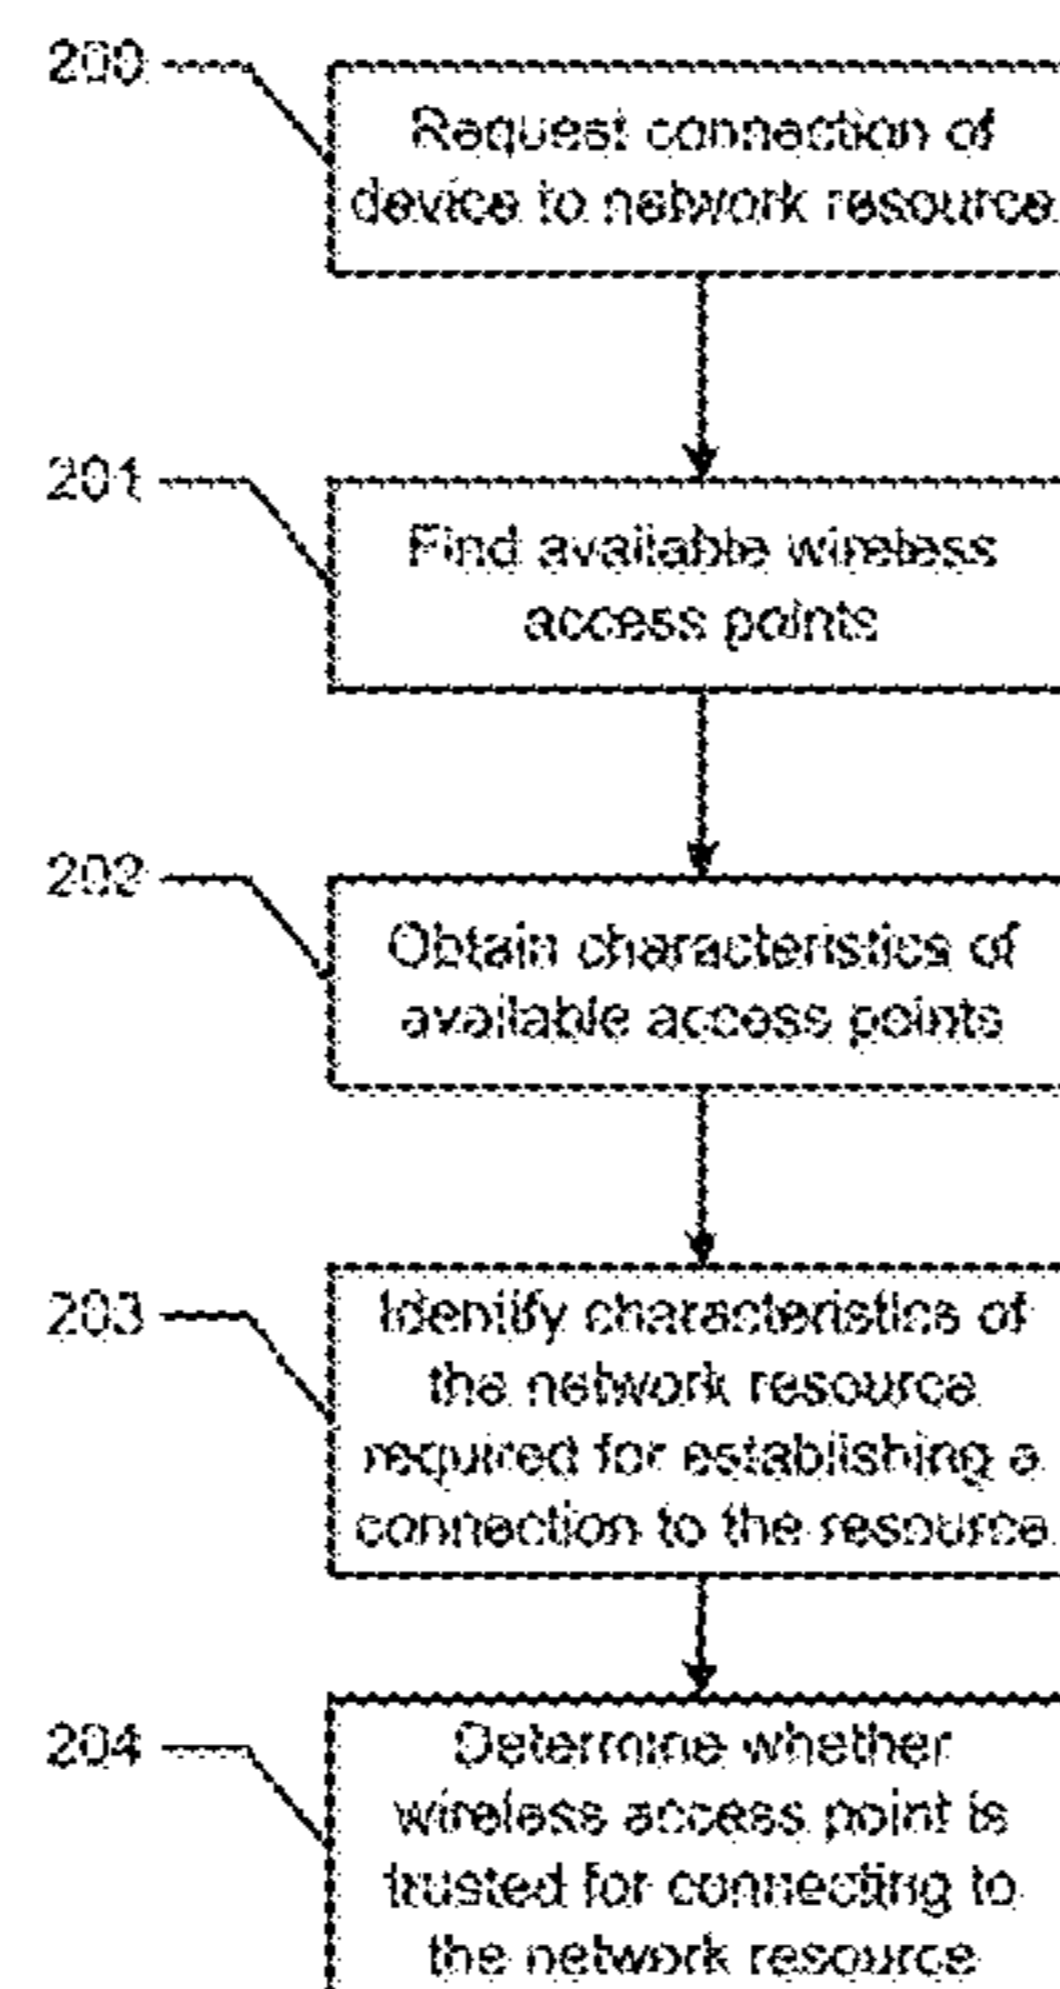 200
Request connection of
device to network resource
201
Find available wireless
access points
202
Obtain characteristics of
available access points
203
Identify characteristics of
the network resource
required for establishing a
connection to the resource
204
Determine whether
wireless access point is
trusted for connecting to
the network resource